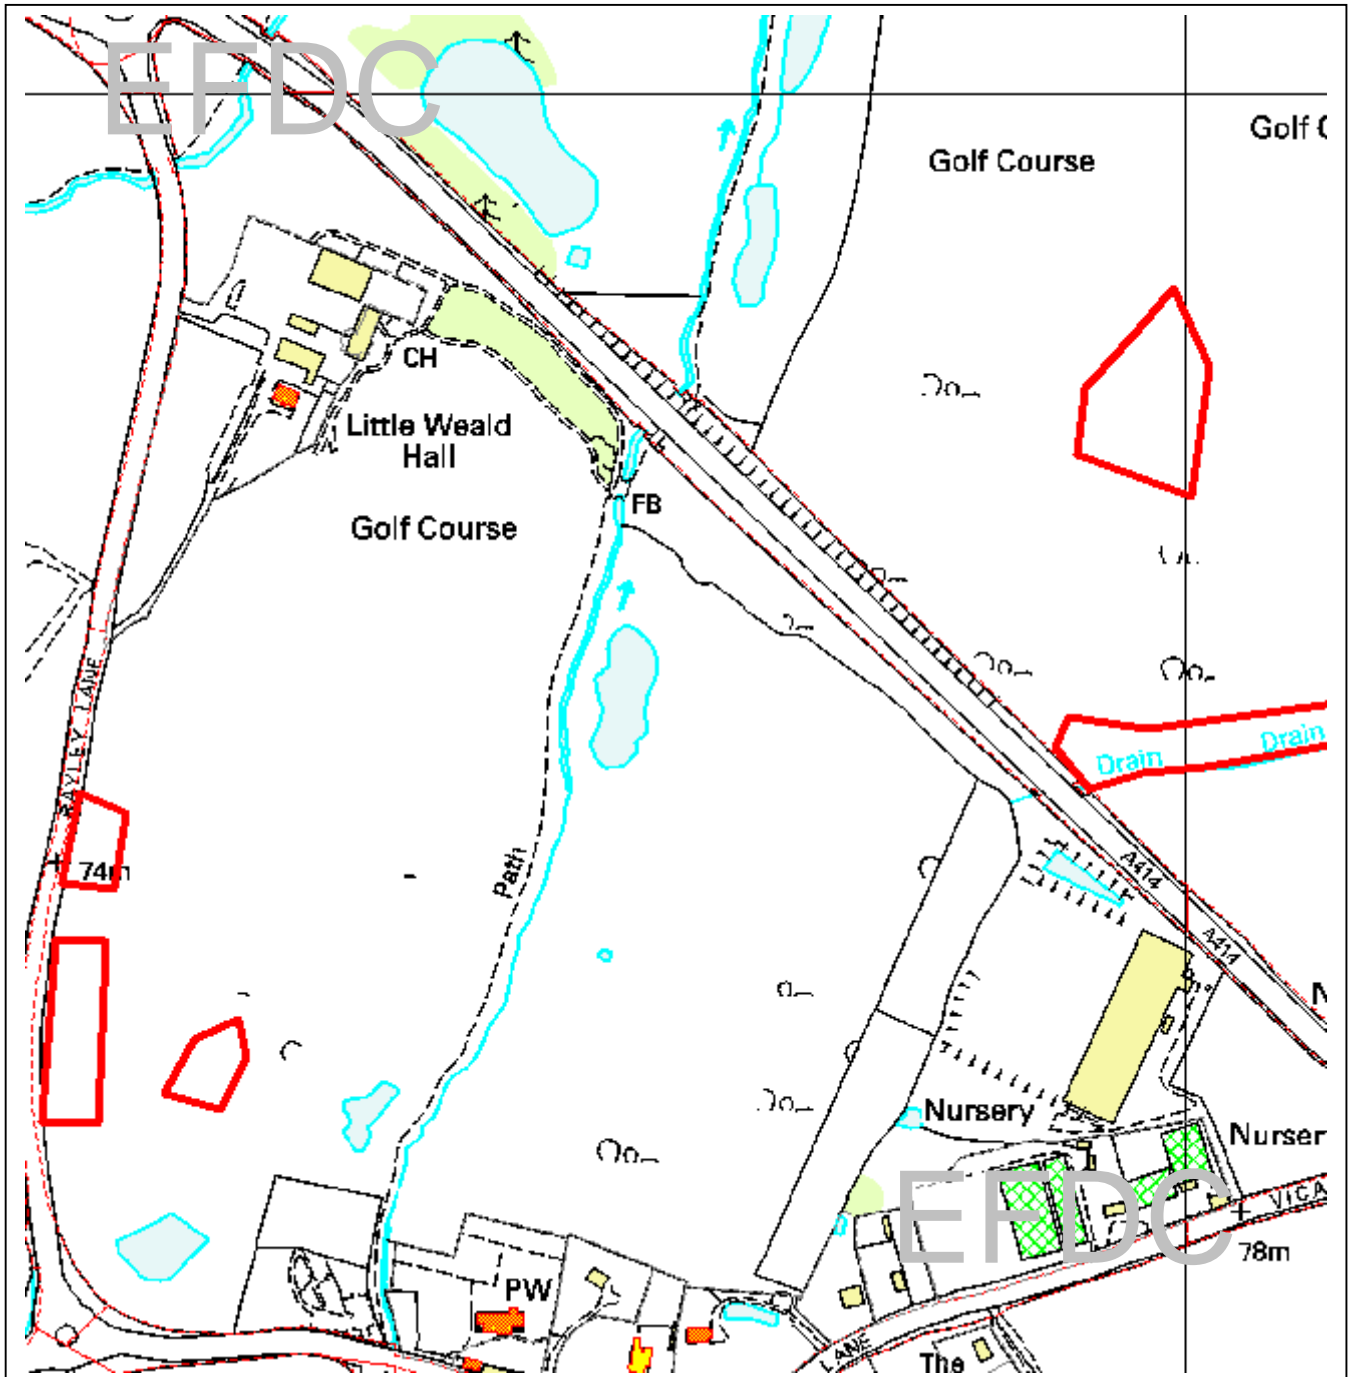 EFDC
Golf C
Golf Course
CH
Little Weald
Hall
FB
Golf Course
RAYLEY LANE
Drain
Drain
74m
Path
A414
A414
N
Nursery
Nurser
EFDC
VICA
78m
PW
LANE
The